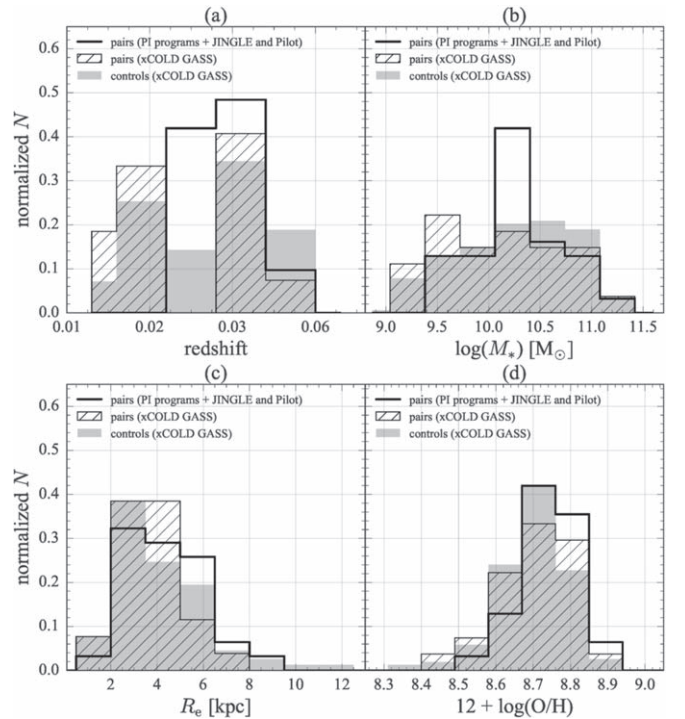 (a)
(b)
pairs (PI programs + JINGLE and Pilot)
pairs (xCOLD GASS)
controls (xCOLD GASS)
pairs (PI programs + JINGLE and Pilot)
pairs (xCOLD GASS)
controls (xCOLD GASS)
normalized N
0.6
0.5
0.4
0.3
0.2
0.1
0.0
0.01 0.02 0.03 0.06
redshift
9.0 9.5 10.0 10.5 11.0 11.5
log(M*) [M⊙]
(c)
(d)
pairs (PI programs + JINGLE and Pilot)
pairs (xCOLD GASS)
controls (xCOLD GASS)
pairs (PI programs + JINGLE and Pilot)
pairs (xCOLD GASS)
controls (xCOLD GASS)
normalized N
0.6
0.5
0.4
0.3
0.2
0.1
0.0
2 4 6 8 10 12
Re [kpc]
8.3 8.4 8.5 8.6 8.7 8.8 8.9 9.0
12 + log(O/H)